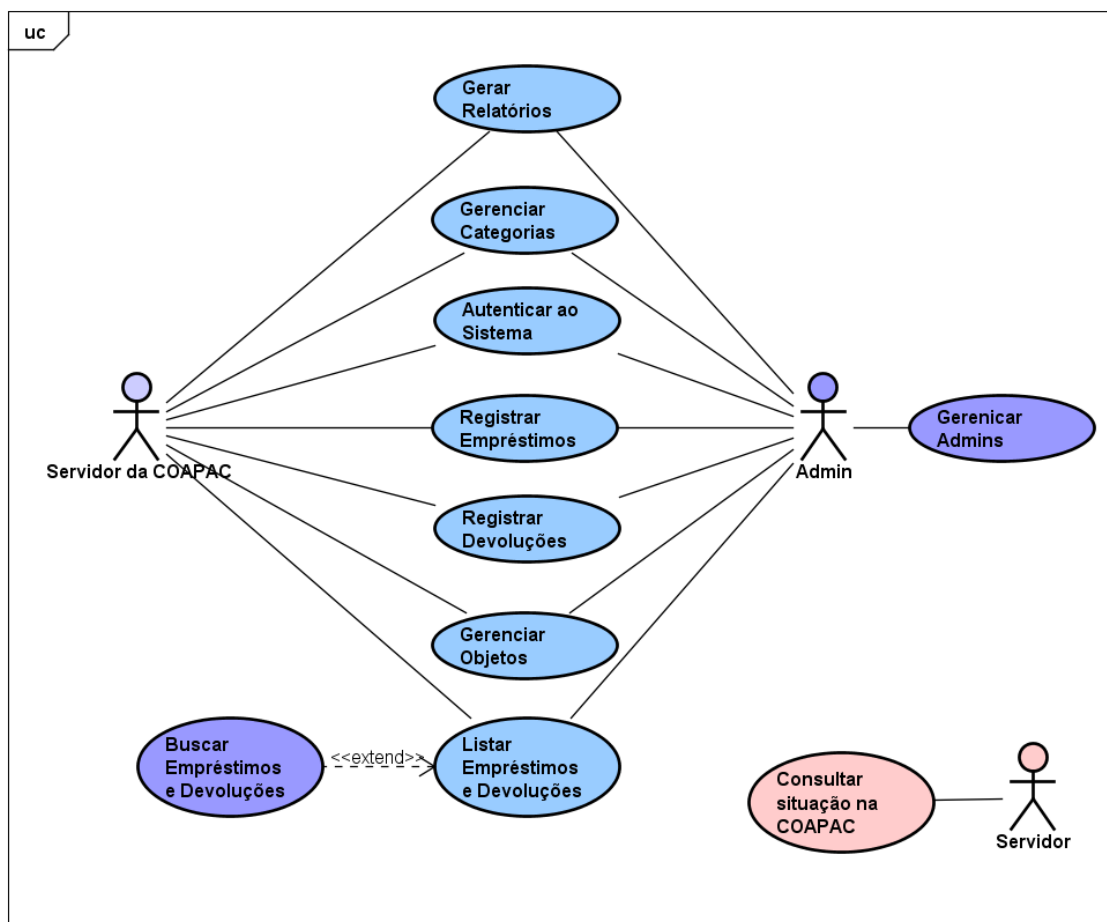 uc
Gerar
Relatórios
Gerenciar
Categorias
Autenticar ao
Sistema
Registrar
Empréstimos
Gerenicar
Admins
Servidor da COAPAC
Admin
Registrar
Devoluções
Gerenciar
Objetos
Buscar
Empréstimos
e Devoluções
<<extend>>
Listar
Empréstimos
e Devoluções
Consultar
situação na
COAPAC
Servidor